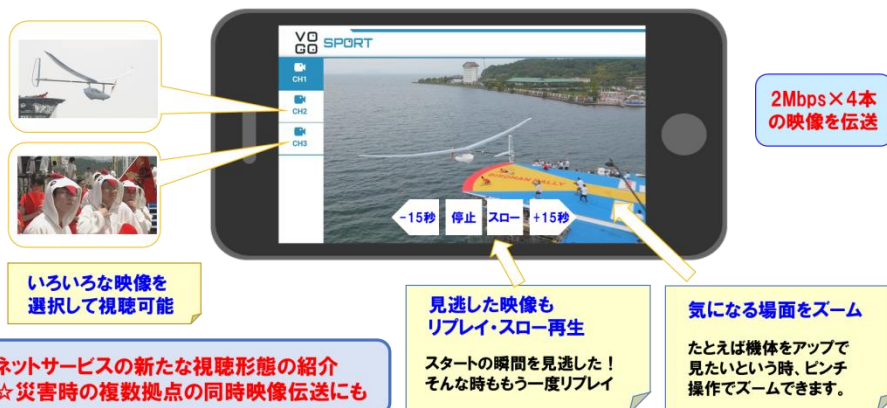 VOGO SPORT
CH1
CH2
CH3
BIRDMAN RALLY
-15秒
停止
スロー
+15秒
2Mbps×4本
の映像を伝送
いろいろな映像を
選択して視聴可能
見逃した映像も
リプレイ・スロー再生
スタートの瞬間を見逃した！
そんな時ももう一度リプレイ
気になる場面をズーム
たとえば機体をアップで
見たいという時、ピンチ
操作でズームできます。
ネットサービスの新たな視聴形態の紹介
☆災害時の複数拠点の同時映像伝送にも